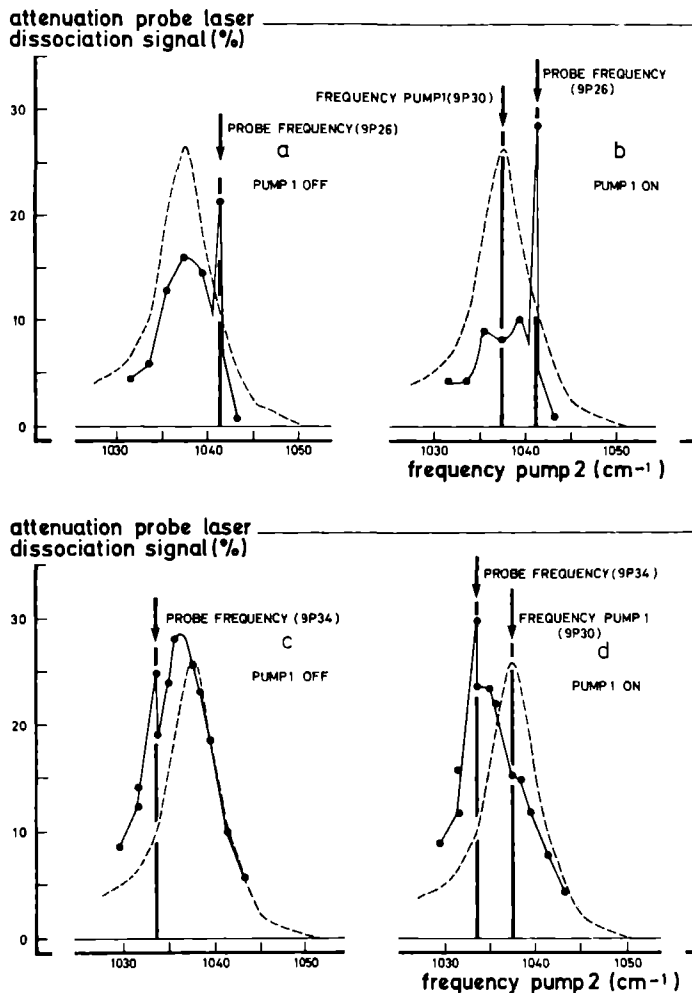 attenuation probe laser
dissociation signal (%)
30
20
10
0
PROBE FREQUENCY (9P26)
a
PUMP 1 OFF
1030
1040
1050
FREQUENCY PUMP1 (9P30)
PROBE FREQUENCY
(9P26)
b
PUMP 1 ON
1030
1040
1050
frequency pump 2 (cm⁻¹)
attenuation probe laser
dissociation signal (%)
30
20
10
0
PROBE FREQUENCY (9P34)
c
PUMP 1 OFF
1030
1040
1050
PROBE FREQUENCY (9P34)
FREQUENCY PUMP 1
(9P30)
d
PUMP 1 ON
1030
1040
1050
frequency pump 2 (cm⁻¹)